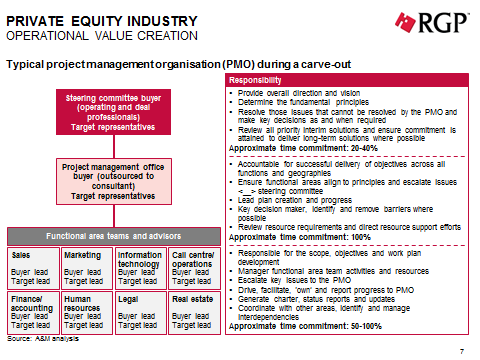 PRIVATE EQUITY INDUSTRY
OPERATIONAL VALUE CREATION
RGP
Typical project management organisation (PMO) during a carve-out
Steering committee buyer
(operating and deal
professionals)
Target representatives
Project management office
buyer (outsourced to
consultant)
Target representatives
Functional area teams and advisors
Sales
Buyer lead
Target lead
Marketing
Buyer lead
Target lead
Information
technology
Buyer lead
Target lead
Call centre/
operations
Buyer lead
Target lead
Finance/
accounting
Buyer lead
Target lead
Human
resources
Buyer lead
Target lead
Legal
Buyer lead
Target lead
Real estate
Buyer lead
Target lead
Responsibility
• Provide overall direction and vision
• Determine the fundamental principles
• Resolve those issues that cannot be resolved by the PMO and
make key decisions as and when required
• Review all priority interim solutions and ensure commitment is
attained to deliver long-term solutions where possible
Approximate time commitment: 20-40%
• Accountable for successful delivery of objectives across all
functions and geographies
• Ensure functional areas align to principles and escalate issues
<__> steering committee
• Lead plan creation and progress
• Key decision maker, identify and remove barriers where
possible
• Review resource requirements and direct resource support efforts
Approximate time commitment: 100%
• Responsible for the scope, objectives and work plan
development
• Manager functional area team activities and resources
• Escalate key issues to the PMO
• Drive, facilitate, 'own' and report progress to PMO
• Generate charter, status reports and updates
• Coordinate with other areas, identify and manage
interdependencies
Approximate time commitment: 50-100%
Source: A&M analysis
7